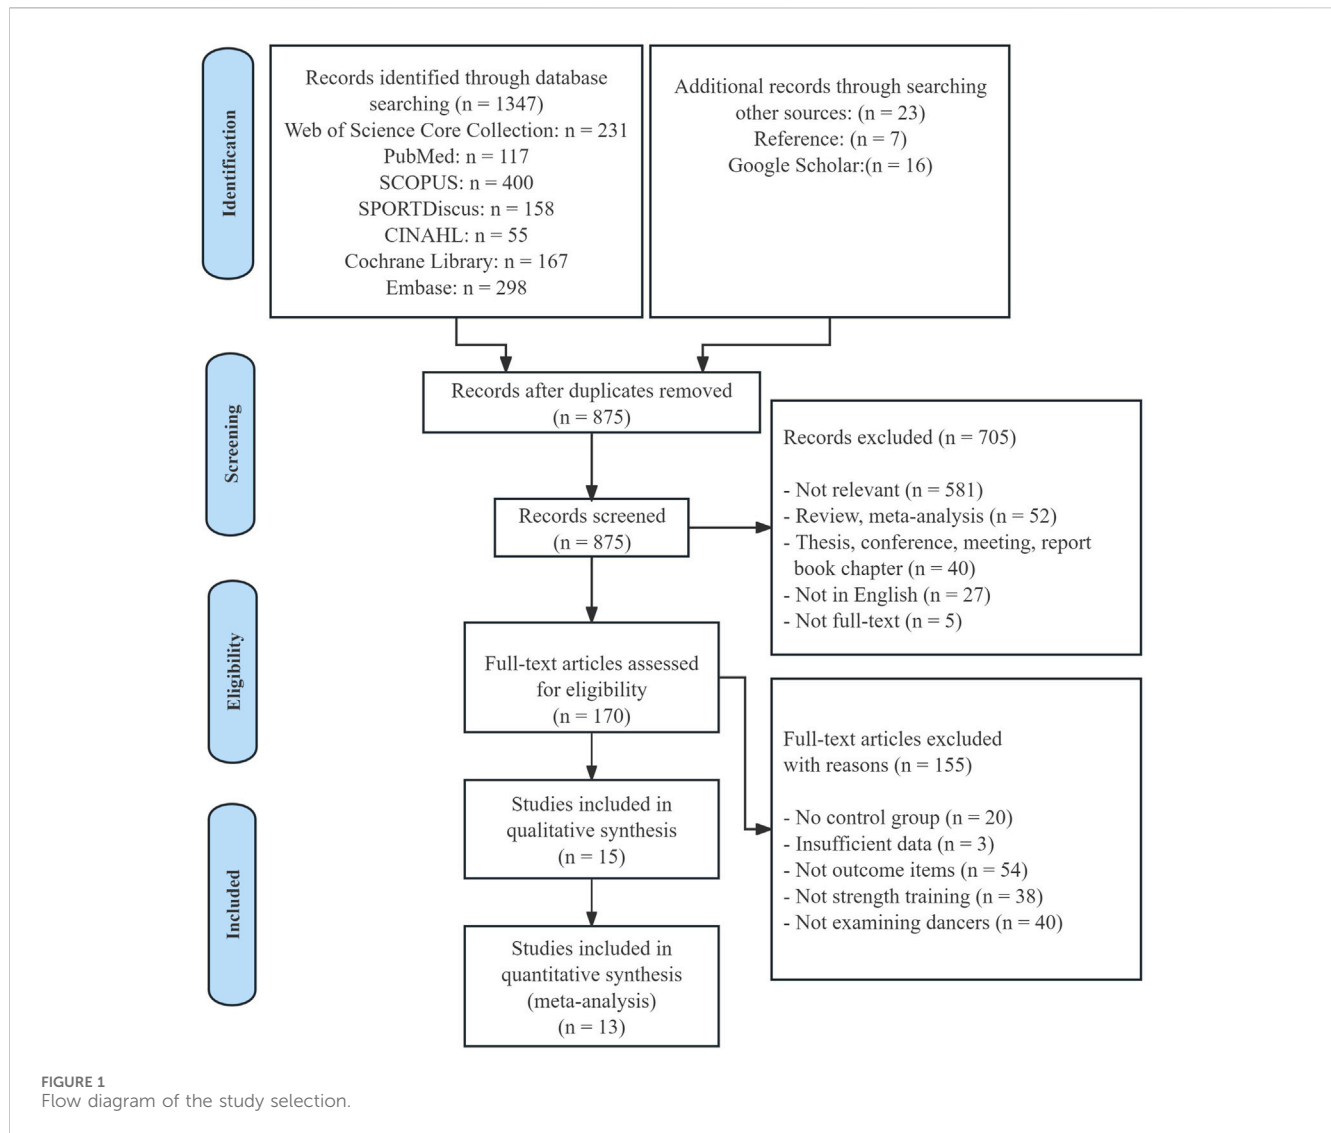 Identification
Records identified through database
searching (n = 1347)
Web of Science Core Collection: n = 231
PubMed: n = 117
SCOPUS: n = 400
SPORTDiscus: n = 158
CINAHL: n = 55
Cochrane Library: n = 167
Embase: n = 298
Additional records through searching
other sources: (n = 23)
Reference: (n = 7)
Google Scholar:(n = 16)
Screening
Records after duplicates removed
(n = 875)
Records screened
(n = 875)
Records excluded (n = 705)
- Not relevant (n = 581)
- Review, meta-analysis (n = 52)
- Thesis, conference, meeting, report
book chapter (n = 40)
- Not in English (n = 27)
- Not full-text (n = 5)
Eligibility
Full-text articles assessed
for eligibility
(n = 170)
Full-text articles excluded
with reasons (n = 155)
- No control group (n = 20)
- Insufficient data (n = 3)
- Not outcome items (n = 54)
- Not strength training (n = 38)
- Not examining dancers (n = 40)
Included
Studies included in
qualitative synthesis
(n = 15)
Studies included in
quantitative synthesis
(meta-analysis)
(n = 13)
FIGURE 1
Flow diagram of the study selection.